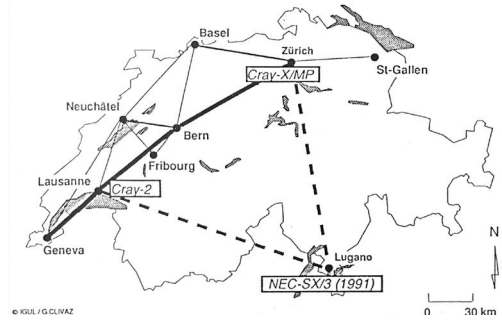 Basel
Zürich
Cray-X/MP
St-Gallen
Neuchâtel
Bern
Fribourg
Lausanne
Cray-2
Geneva
Lugano
NEC-SX/3 (1991)
N
0 30 km
© IGUL / G.CLIVAZ